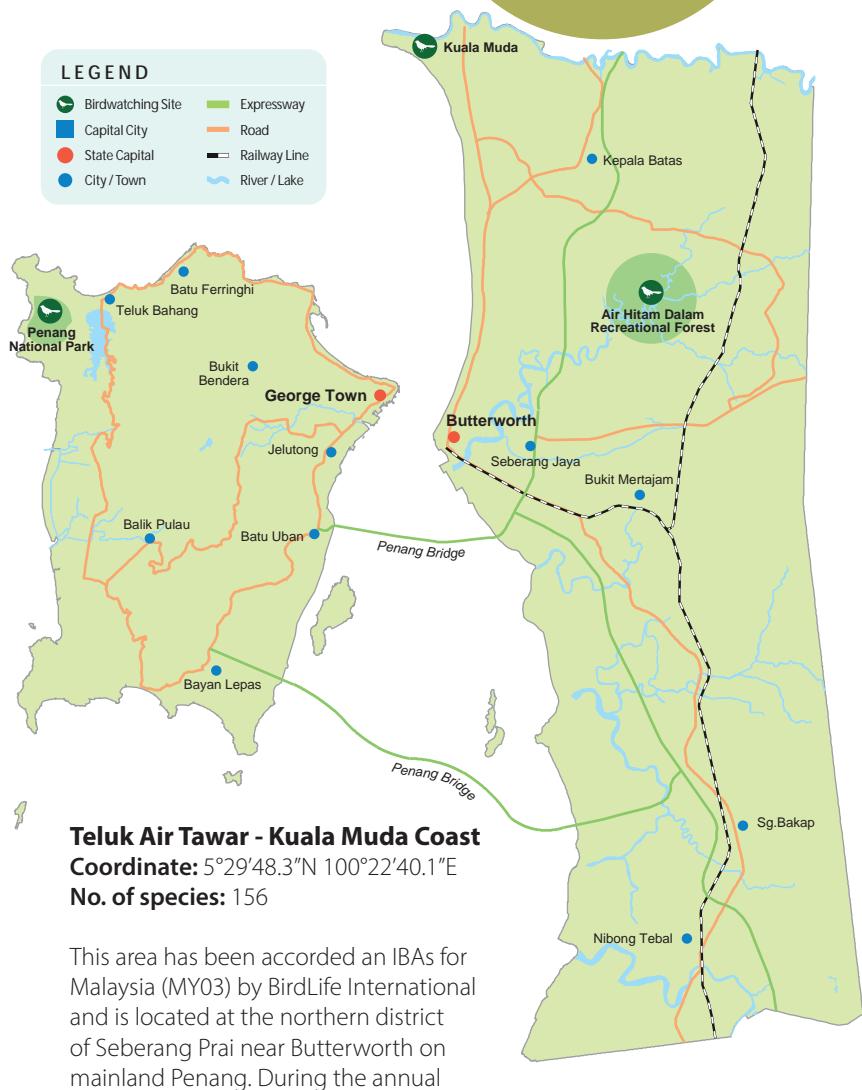 LEGEND
Birdwatching Site
Capital City
State Capital
City / Town
Expressway
Road
Railway Line
River / Lake
Kuala Muda
Kepala Batas
Batu Ferringhi
Teluk Bahang
Penang
National Park
Bukit
Bendera
George Town
Jelutong
Balik Pulau
Batu Uban
Bayan Lepas
Air Hitam Dalam
Recreational Forest
Butterworth
Seberang Jaya
Bukit Mertajam
Penang Bridge
Penang Bridge
Sg.Bakap
Nibong Tebal
Teluk Air Tawar - Kuala Muda Coast
Coordinate: 5°29’48.3”N 100°22’40.1”E
No. of species: 156
This area has been accorded an IBAs for
Malaysia (MY03) by BirdLife International
and is located at the northern district
of Seberang Prai near Butterworth on
mainland Penang. During the annual